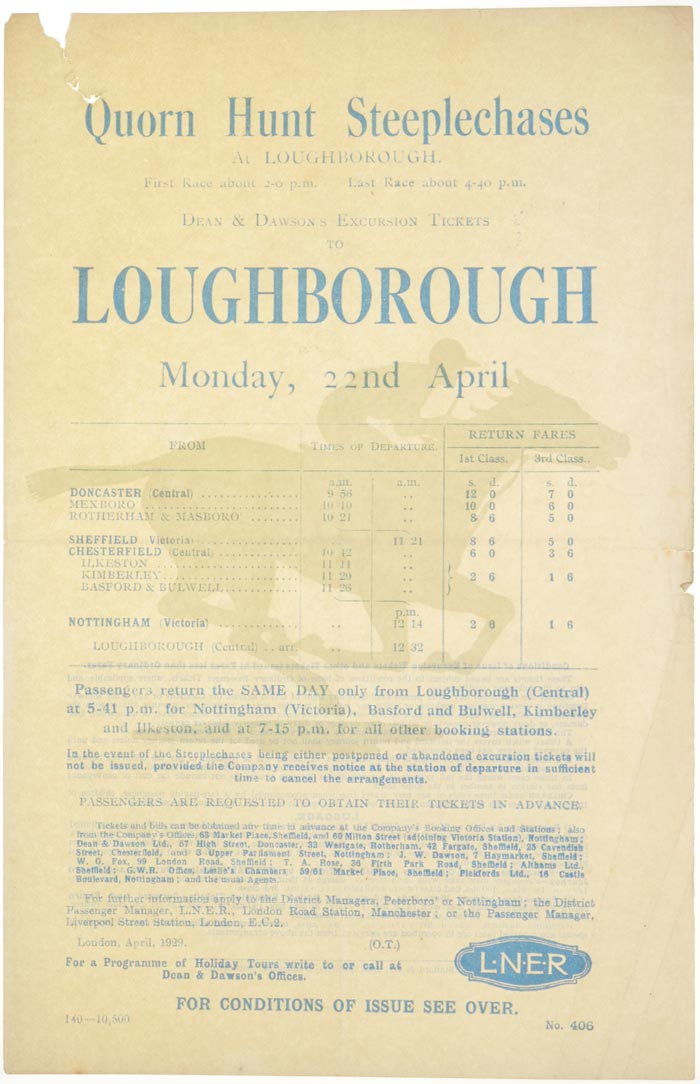 Quorn Hunt Steeplechases
At LOUGHBOROUGH.
First Race about 2-0 p.m. Last Race about 4-40 p.m.
DEAN & DAWSON'S EXCURSION TICKETS
TO
LOUGHBOROUGH
Monday, 22nd April
FROM TIMES OF DEPARTURE. RETURN FARES
1st Class. 3rd Class.
a.m. a.m. s. d. s. d.
DONCASTER (Central) 9 56 .. 12 0 7 0
MEXBORO' 10 10 .. 10 0 6 0
ROTHERHAM & MASBORO' 10 21 .. 8 6 5 0
SHEFFIELD Victoria) 11 21 8 6 5 0
CHESTERFIELD (Central) 10 42 .. 6 0 3 6
ILKESTON 11 11 ..
KIMBERLEY 11 20 .. 2 6 1 6
BASFORD & BULWELL 11 26 ..
p.m.
NOTTINGHAM (Victoria) .. 12 14 2 6 1 6
LOUGHBOROUGH (Central) .. arr. .. 12 32
Passengers return the SAME DAY only from Loughborough (Central)
at 5-41 p.m. for Nottingham (Victoria), Basford and Bulwell, Kimberley
and Ilkeston, and at 7-15 p.m. for all other booking stations.
In the event of the Steeplechases being either postponed or abandoned excursion tickets will
not be issued, provided the Company receives notice at the station of departure in sufficient
time to cancel the arrangements.
PASSENGERS ARE REQUESTED TO OBTAIN THEIR TICKETS IN ADVANCE.
Tickets and bills can be obtained any time in advance at the Company's Booking Offices and Stations; also
from the Company's Offices, 63 Market Place, Sheffield, and 60 Milton Street (adjoining Victoria Station), Nottingham;
Dean & Dawson Ltd., 57 High Street, Doncaster, 33 Westgate, Rotherham, 42 Fargate, Sheffield, 25 Cavendish
Street, Chesterfield, and 3 Upper Parliament Street, Nottingham; J. W. Dawson, 7 Haymarket, Sheffield;
W. G. Fox, 99 London Road, Sheffield; T. A. Rose, 36 Firth Park Road, Sheffield; Althams Ltd.,
Sheffield; G.W.R. Office, Leslie's Chambers 59/61 Market Place, Sheffield; Pickfords Ltd., 16 Castle
Boulevard, Nottingham; and the usual Agents.
For further information apply to the District Managers, Peterboro' or Nottingham; the District
Passenger Manager, L.N.E.R., London Road Station, Manchester; or the Passenger Manager,
Liverpool Street Station, London, E.C.2.
London, April, 1929. (O.T.)
For a Programme of Holiday Tours write to or call at
Dean & Dawson's Offices.
L·N·E·R
FOR CONDITIONS OF ISSUE SEE OVER.
140—10,500 No. 406